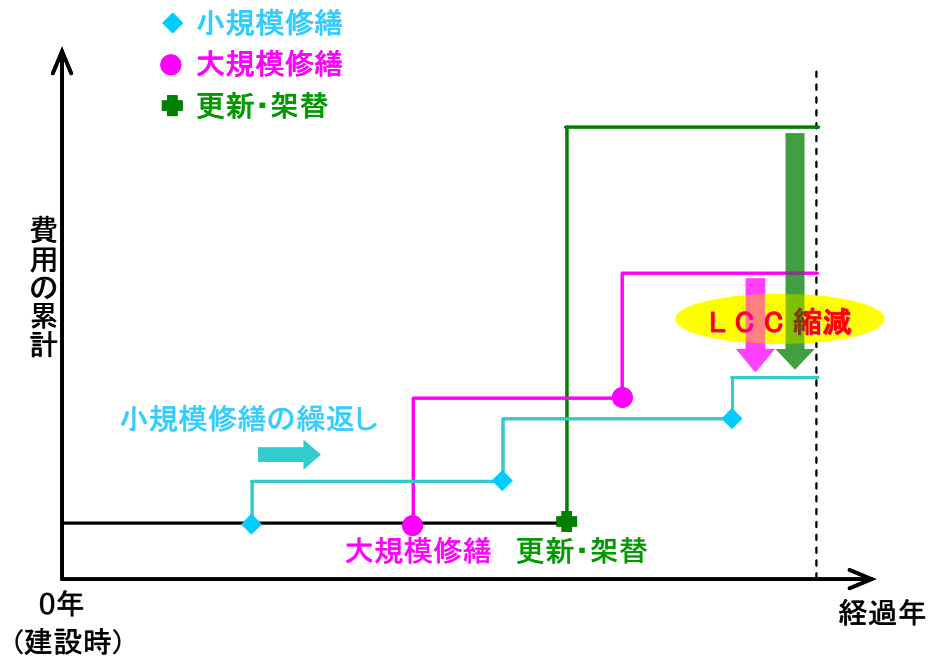 小規模修繕
大規模修繕
更新・架替
費用の累計
LCC縮減
小規模修繕の繰返し
大規模修繕
更新・架替
0年
(建設時)
経過年